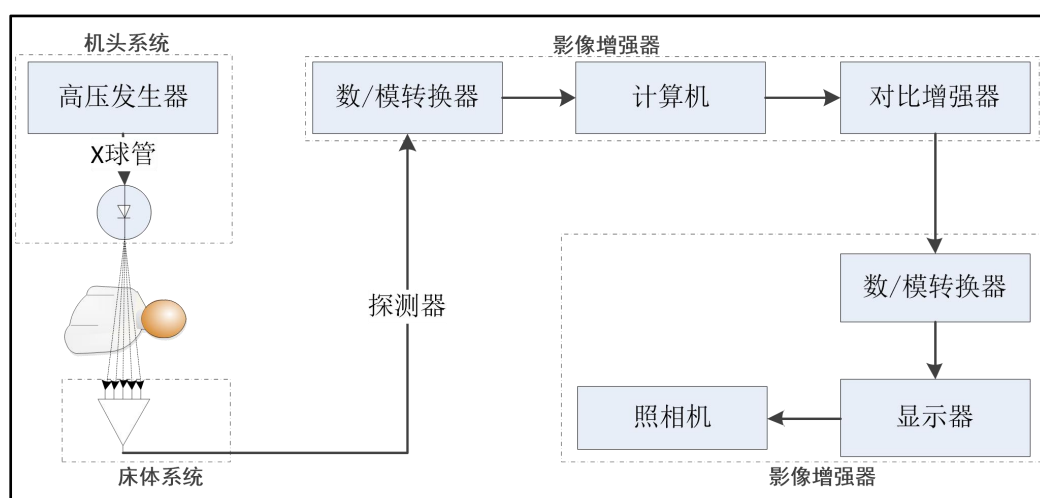 机头系统
高压发生器
X球管
床体系统
探测器
影像增强器
数/模转换器
计算机
对比增强器
数/模转换器
显示器
照相机
影像增强器